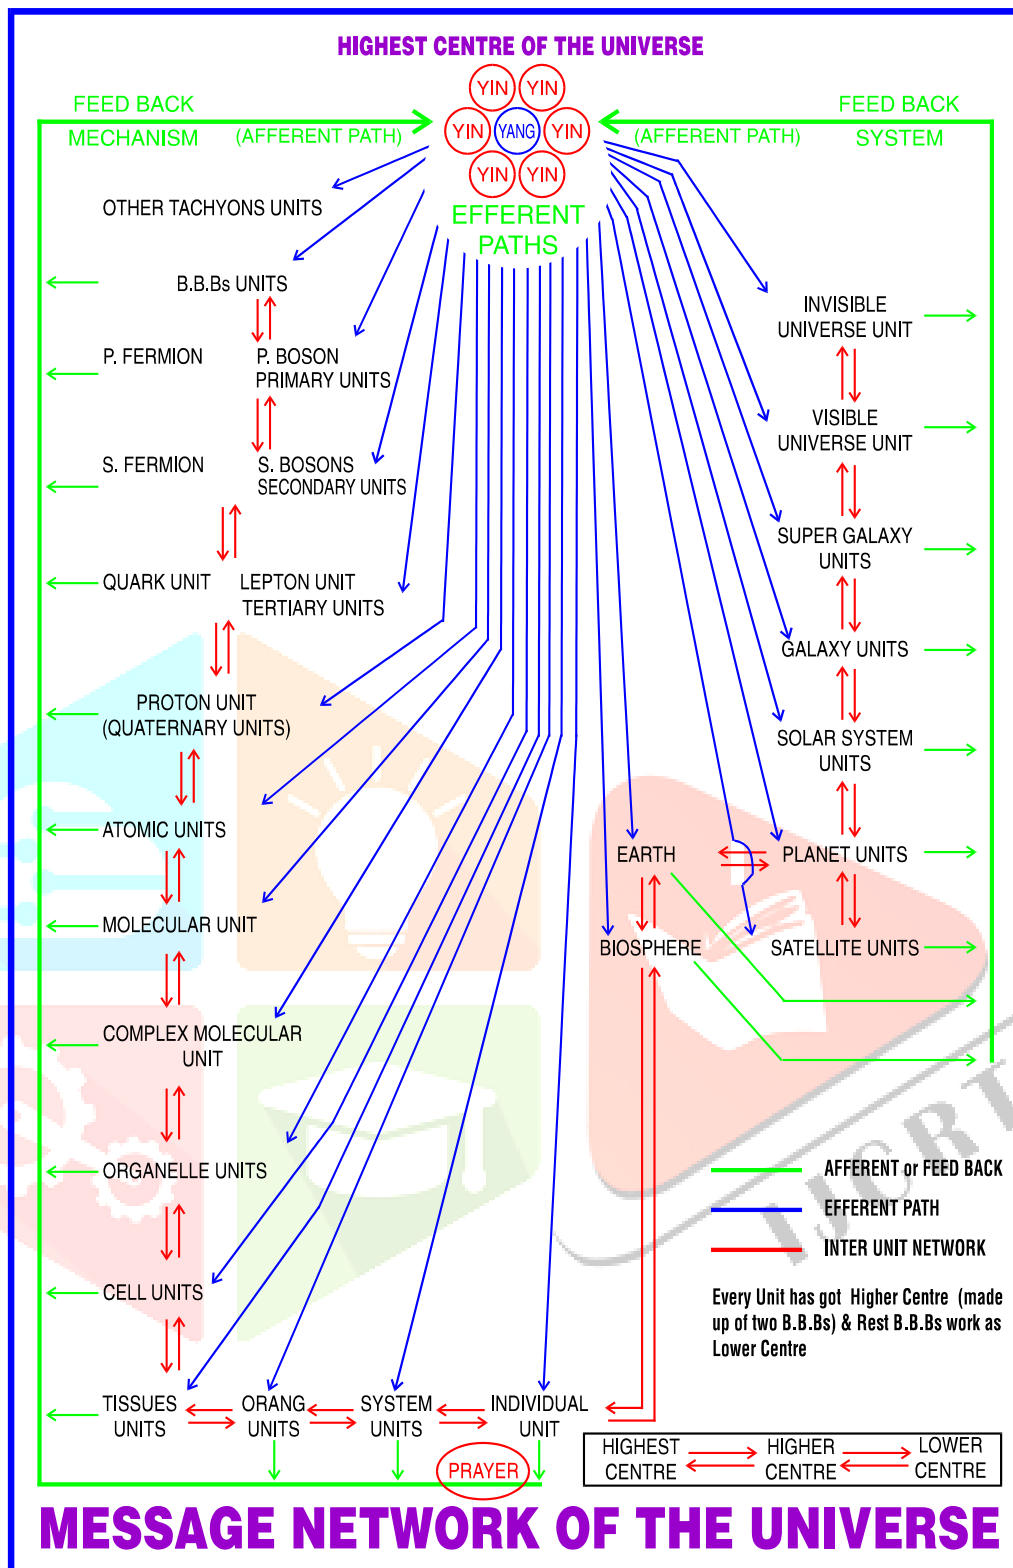 HIGHEST CENTRE OF THE UNIVERSE
YIN YIN
YIN YANG YIN
YIN YIN
EFFERENT
PATHS
FEED BACK
MECHANISM (AFFERENT PATH)
FEED BACK
(AFFERENT PATH) SYSTEM
OTHER TACHYONS UNITS
B.B.Bs UNITS
P. FERMION P. BOSON
PRIMARY UNITS
S. FERMION S. BOSONS
SECONDARY UNITS
QUARK UNIT LEPTON UNIT
TERTIARY UNITS
PROTON UNIT
(QUATERNARY UNITS)
ATOMIC UNITS
MOLECULAR UNIT
COMPLEX MOLECULAR
UNIT
ORGANELLE UNITS
CELL UNITS
TISSUES
UNITS
ORANG
UNITS
SYSTEM
UNITS
INDIVIDUAL
UNIT
PRAYER
INVISIBLE
UNIVERSE UNIT
VISIBLE
UNIVERSE UNIT
SUPER GALAXY
UNITS
GALAXY UNITS
SOLAR SYSTEM
UNITS
EARTH
PLANET UNITS
BIOSPHERE
SATELLITE UNITS
IJCRT
AFFERENT or FEED BACK
EFFERENT PATH
INTER UNIT NETWORK
Every Unit has got Higher Centre (made
up of two B.B.Bs) & Rest B.B.Bs work as
Lower Centre
HIGHEST
CENTRE
HIGHER
CENTRE
LOWER
CENTRE
MESSAGE NETWORK OF THE UNIVERSE